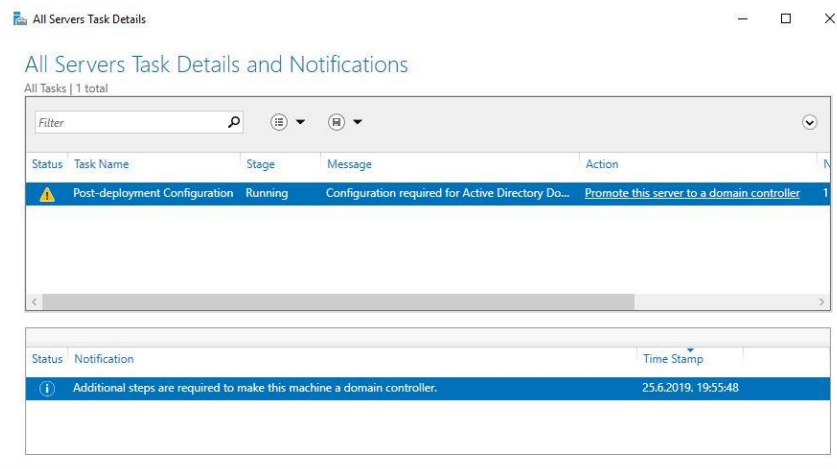 All Servers Task Details
All Servers Task Details and Notifications
All Tasks | 1 total
Filter
Status Task Name Stage Message Action
Post-deployment Configuration Running Configuration required for Active Directory Do... Promote this server to a domain controller 1
Status Notification Time Stamp
Additional steps are required to make this machine a domain controller. 25.6.2019. 19:55:48